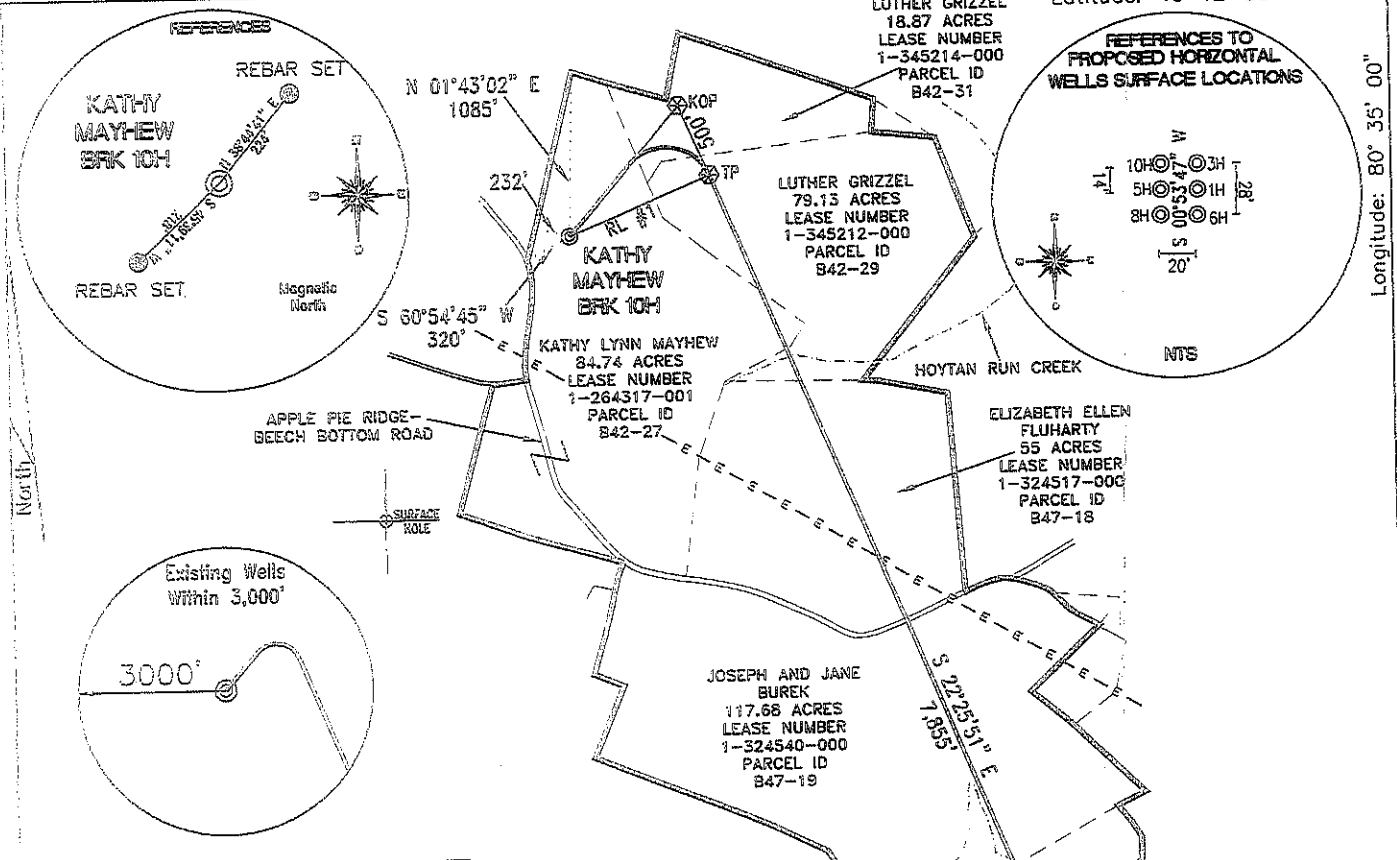 REFERENCES
REBAR SET
KATHY
MAYHEW
BRK 10H
224'
REBAR SET
Magnetic
North
N 01°43'02" E
1085'
232'
S 60°54'45" W
320'
KOP
500'
TP
RL #1
KATHY
MAYHEW
BRK 10H
LUTHER GRIZZEL
18.87 ACRES
LEASE NUMBER
1-345214-000
PARCEL ID
B42-31
LUTHER GRIZZEL
79.13 ACRES
LEASE NUMBER
1-345212-000
PARCEL ID
B42-29
REFERENCES TO
PROPOSED HORIZONTAL
WELLS SURFACE LOCATIONS
10H 3H
5H 1H
8H 6H
14'
S 00°53'47" W
28'
20'
NTS
Longitude: 80° 35' 00"
HOYTAN RUN CREEK
KATHY LYNN MAYHEW
84.74 ACRES
LEASE NUMBER
1-264317-001
PARCEL ID
B42-27
APPLE PIE RIDGE-
BEECH BOTTOM ROAD
North
SURFACE
HOLE
ELIZABETH ELLEN
FLUHARTY
55 ACRES
LEASE NUMBER
1-324517-000
PARCEL ID
B47-18
E E E E E E E E E E E E E E
Existing Wells
Within 3,000'
3000'
JOSEPH AND JANE
BUREK
117.68 ACRES
LEASE NUMBER
1-324540-000
PARCEL ID
B47-19
S 22°25'51" E
7,855'